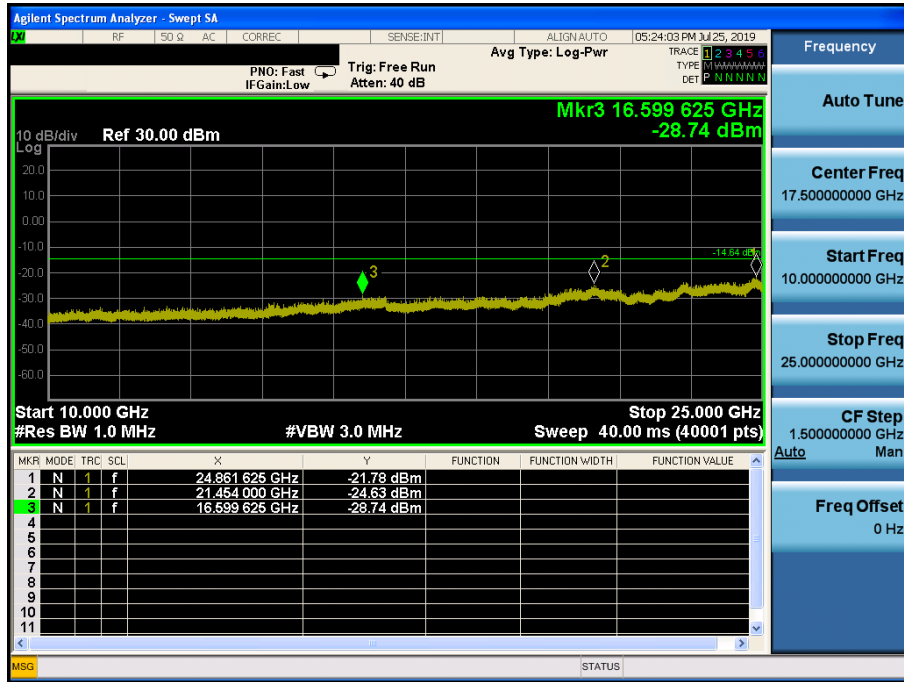 Agilent Spectrum Analyzer - Swept SA
LXI RF 50 Ω AC CORREC SENSE:INT ALIGN AUTO 05:24:03 PM Jul 25, 2019
Avg Type: Log-Pwr TRACE 1 2 3 4 5 6
PNO: Fast Trig: Free Run TYPE M WWWWW
IFGain:Low Atten: 40 dB DET P N N N N N
Mkr3 16.599 625 GHz
-28.74 dBm
10 dB/div Ref 30.00 dBm
Log
20.0
10.0
0.00
-10.0
-14.64 dBm
-20.0
3
2
-30.0
-40.0
-50.0
-60.0
Start 10.000 GHz Stop 25.000 GHz
#Res BW 1.0 MHz #VBW 3.0 MHz Sweep 40.00 ms (40001 pts)
MKR MODE TRC SCL X Y FUNCTION FUNCTION WIDTH FUNCTION VALUE
1 N 1 f 24.861 625 GHz -21.78 dBm
2 N 1 f 21.454 000 GHz -24.63 dBm
3 N 1 f 16.599 625 GHz -28.74 dBm
4
5
6
7
8
9
10
11
MSG STATUS
Frequency
Auto Tune
Center Freq
17.500000000 GHz
Start Freq
10.000000000 GHz
Stop Freq
25.000000000 GHz
CF Step
1.500000000 GHz
Auto Man
Freq Offset
0 Hz